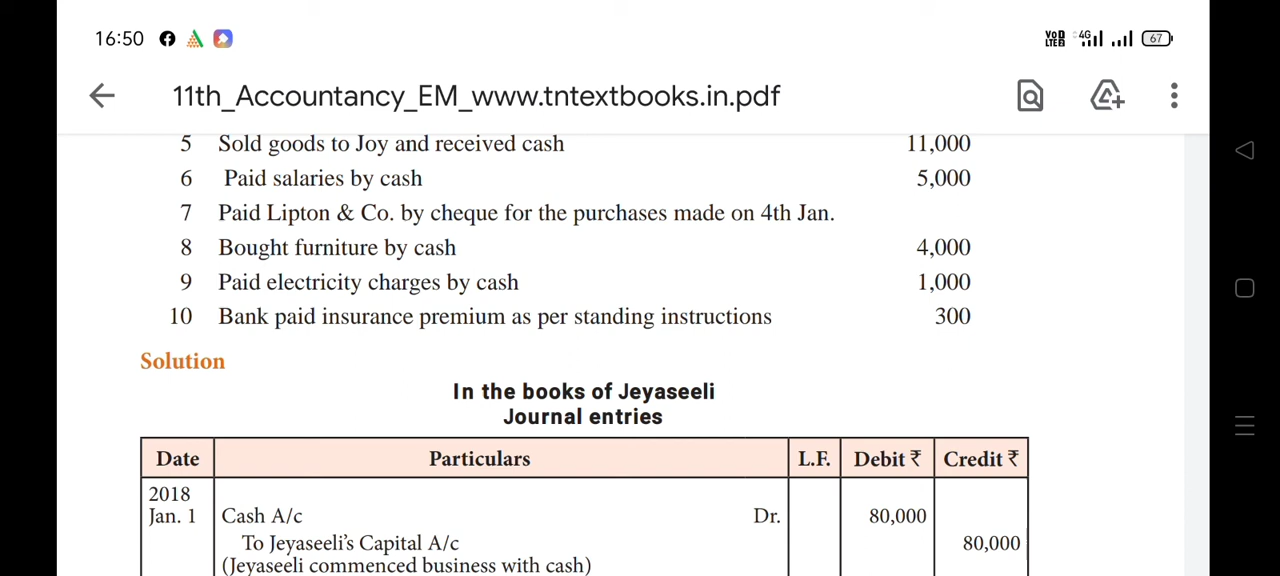 16:50 VoD LTE2 4G 67
11th_Accountancy_EM_www.tntextbooks.in.pdf
5 Sold goods to Joy and received cash 11,000
6 Paid salaries by cash 5,000
7 Paid Lipton & Co. by cheque for the purchases made on 4th Jan.
8 Bought furniture by cash 4,000
9 Paid electricity charges by cash 1,000
10 Bank paid insurance premium as per standing instructions 300
Solution
In the books of Jeyaseeli
Journal entries
Date Particulars L.F. Debit ₹ Credit ₹
2018
Jan. 1 Cash A/c Dr. 80,000
To Jeyaseeli's Capital A/c 80,000
(Jeyaseeli commenced business with cash)